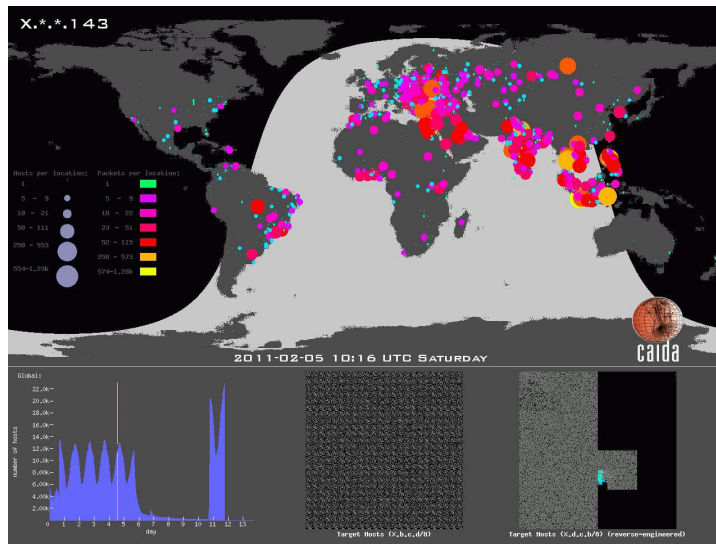 X.*.*.143
Hosts per location: Packets per location:
1 1
5 - 9 5 - 9
10 - 21 10 - 22
50 - 111 23 - 51
250 - 553 52 - 115
554-1,23k 250 - 573
574-1,28k
caida
2011-02-05 10:16 UTC Saturday
Global:
22.0k
20.0k
18.0k
16.0k
14.0k
12.0k
10.0k
8.00k
6.00k
4.00k
2.00k
number of hosts
0 1 2 3 4 5 6 7 8 9 10 11 12 13
day
Target Hosts (X.b.c.d/8)
Target Hosts (X.d.c.b/8) (reverse-engineered)